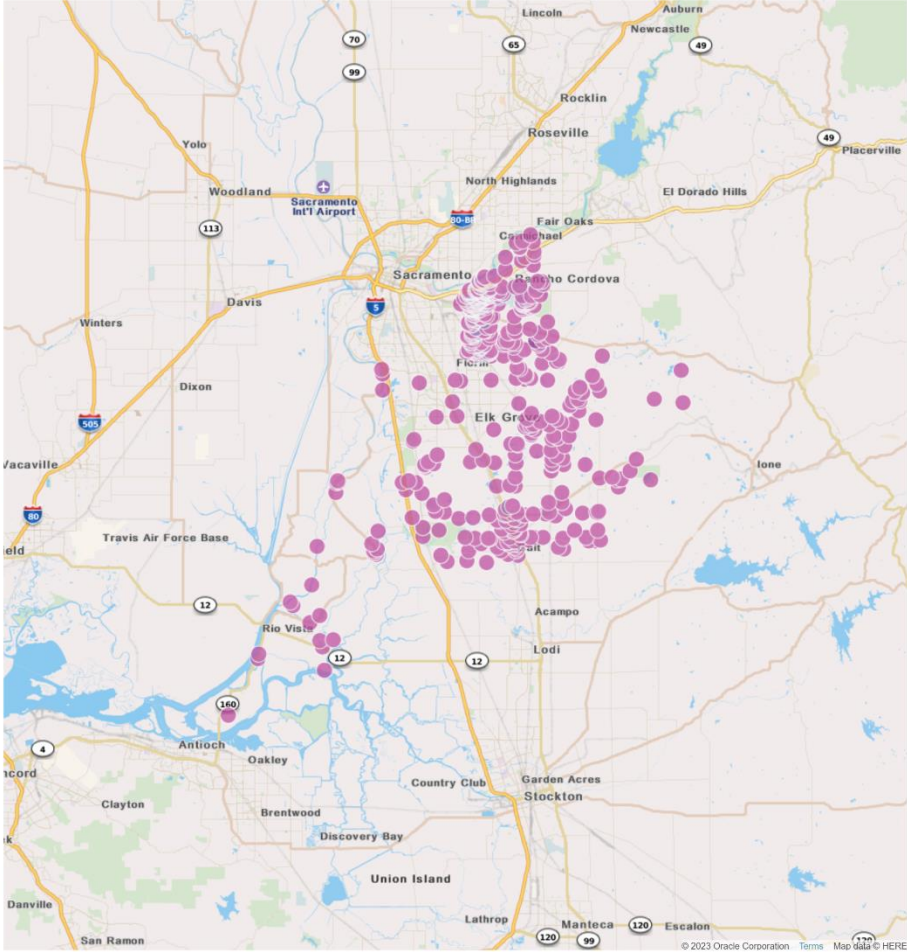 Auburn
Lincoln
Newcastle
70
65
49
99
Rocklin
Roseville
49
Yolo
Placerville
North Highlands
Woodland
El Dorado Hills
Sacramento
Int'l Airport
80-BL
Fair Oaks
113
Sacramento
Rancho Cordova
Davis
5
Winters
Dixon
Elk Grove
505
Vacaville
Ione
80
Travis Air Force Base
ield
12
Acampo
Rio Vista
Lodi
12
12
160
Antioch
4
Oakley
ncord
Country Club
Garden Acres
Stockton
Clayton
Brentwood
k
Discovery Bay
Union Island
Danville
Lathrop
Manteca
120
Escalon
120
99
San Ramon
120
© 2023 Oracle Corporation Terms Map data © HERE